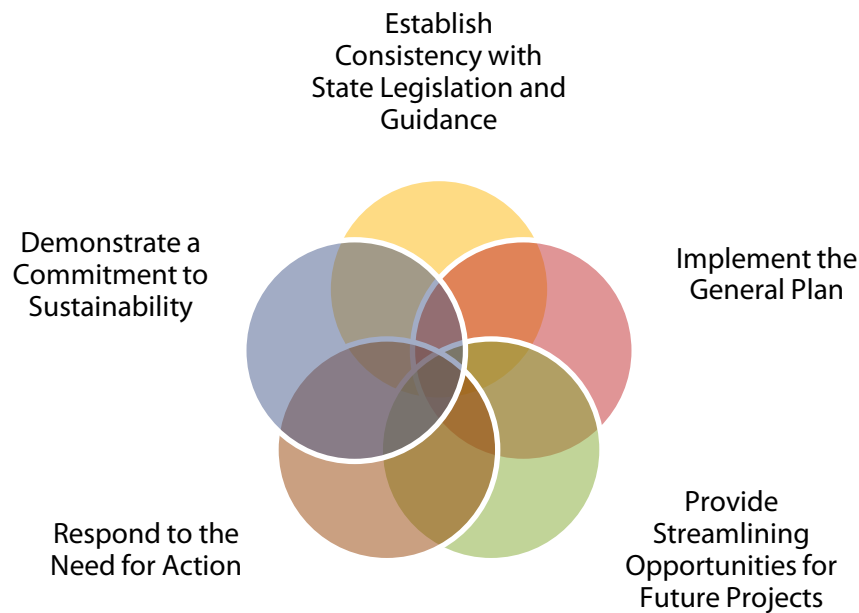 Establish
Consistency with
State Legislation and
Guidance
Demonstrate a
Commitment to
Sustainability
Implement the
General Plan
Respond to the
Need for Action
Provide
Streamlining
Opportunities for
Future Projects